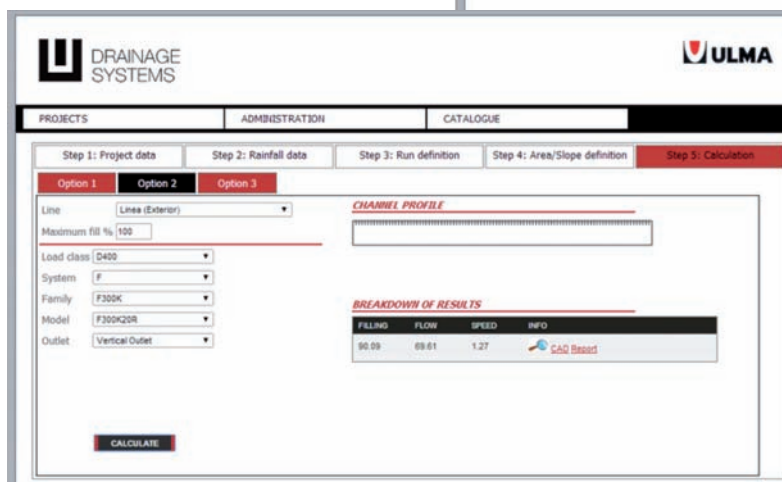 DRAINAGE
SYSTEMS
ULMA
PROJECTS ADMINISTRATION CATALOGUE
Step 1: Project data Step 2: Rainfall data Step 3: Run definition Step 4: Area/Slope definition Step 5: Calculation
Option 1 Option 2 Option 3
Line Linea (Exterior)
Maximum fill % 100
Load class D400
System F
Family F300K
Model F300K20R
Outlet Vertical Outlet
CALCULATE
CHANNEL PROFILE
BREAKDOWN OF RESULTS
FILLING FLOW SPEED INFO
90.09 69.61 1.27 CAD Report